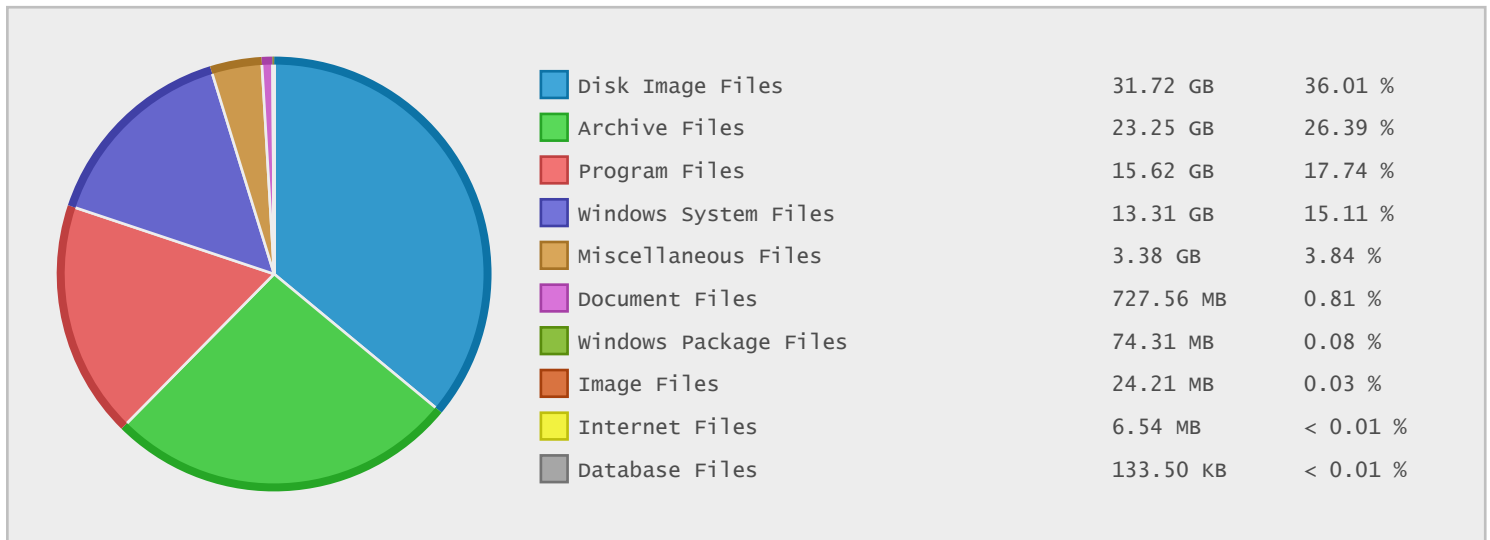 Disk Image Files 31.72 GB 36.01 %
Archive Files 23.25 GB 26.39 %
Program Files 15.62 GB 17.74 %
Windows System Files 13.31 GB 15.11 %
Miscellaneous Files 3.38 GB 3.84 %
Document Files 727.56 MB 0.81 %
Windows Package Files 74.31 MB 0.08 %
Image Files 24.21 MB 0.03 %
Internet Files 6.54 MB < 0.01 %
Database Files 133.50 KB < 0.01 %